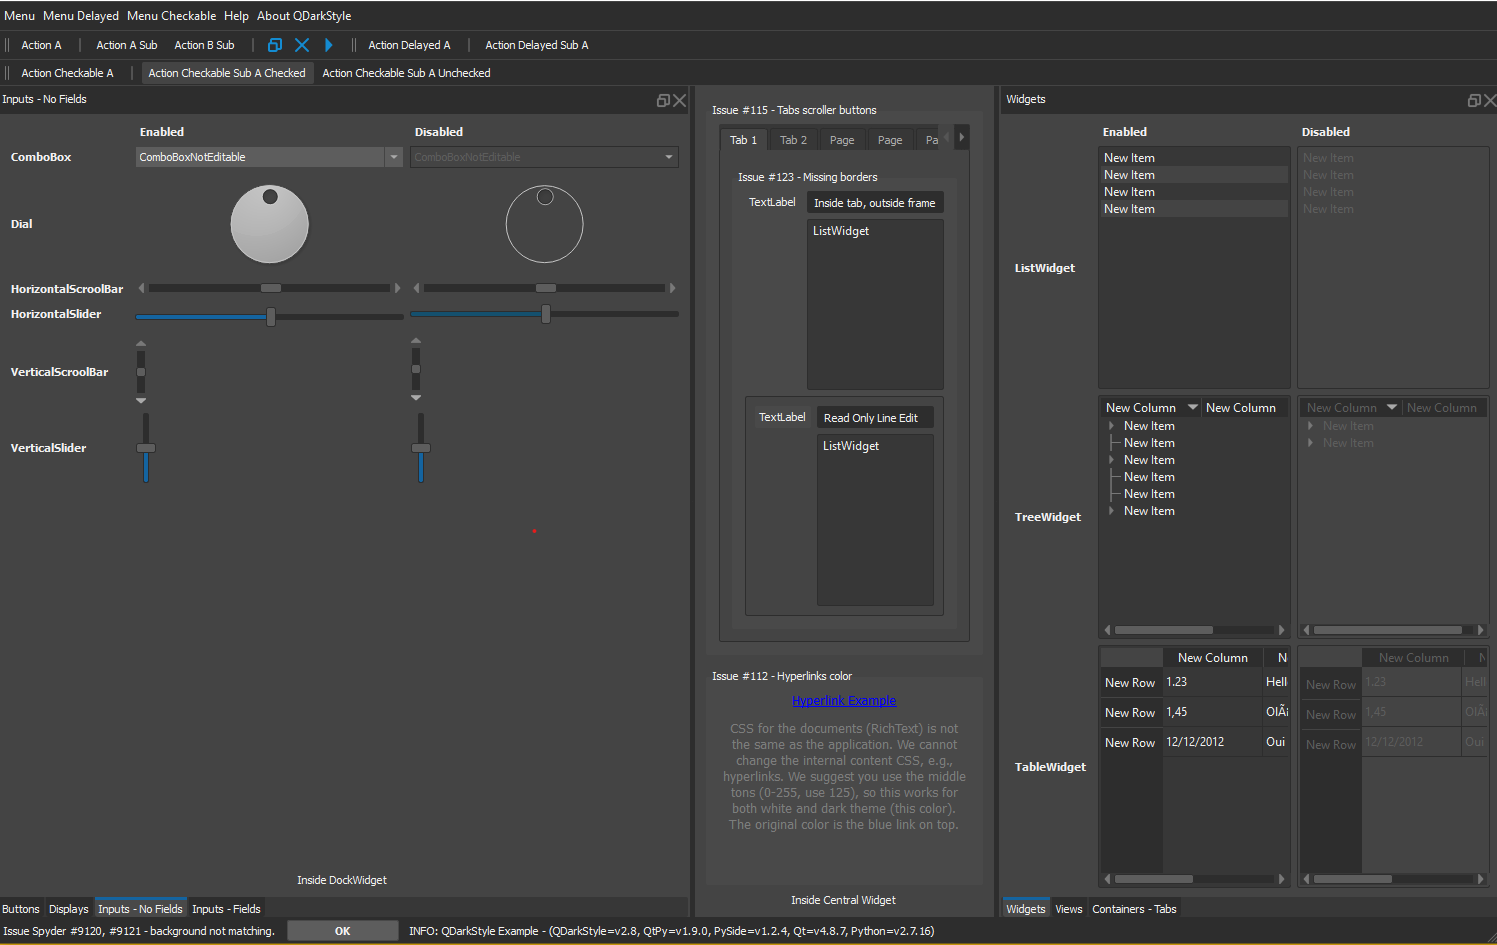 Menu Menu Delayed Menu Checkable Help About QDarkStyle
Action A Action A Sub Action B Sub Action Delayed A Action Delayed Sub A
Action Checkable A Action Checkable Sub A Checked Action Checkable Sub A Unchecked
Inputs - No Fields
Enabled Disabled
ComboBox ComboBoxNotEditable ComboBoxNotEditable
Dial
HorizontalScroolBar
HorizontalSlider
VerticalScroolBar
VerticalSlider
Inside DockWidget
Buttons Displays Inputs - No Fields Inputs - Fields
Issue #115 - Tabs scroller buttons
Tab 1 Tab 2 Page Page Pa
Issue #123 - Missing borders
TextLabel Inside tab, outside frame
ListWidget
TextLabel Read Only Line Edit
ListWidget
Issue #112 - Hyperlinks color
Hyperlink Example
CSS for the documents (RichText) is not
the same as the application. We cannot
change the internal content CSS, e.g.,
hyperlinks. We suggest you use the middle
tons (0-255, use 125), so this works for
both white and dark theme (this color).
The original color is the blue link on top.
Inside Central Widget
Widgets
Enabled Disabled
ListWidget
New Item New Item
New Item New Item
New Item New Item
New Item New Item
TreeWidget
New Column New Column New Column New Column
New Item New Item
New Item New Item
New Item
New Item
New Item
New Item
TableWidget
New Column N New Column N
New Row 1.23 Hell New Row 1.23 Hell
New Row 1,45 OlÃ¡ New Row 1,45 OlÃ¡
New Row 12/12/2012 Oui New Row 12/12/2012 Oui
Widgets Views Containers - Tabs
Issue Spyder #9120, #9121 - background not matching. OK INFO: QDarkStyle Example - (QDarkStyle=v2.8, QtPy=v1.9.0, PySide=v1.2.4, Qt=v4.8.7, Python=v2.7.16)